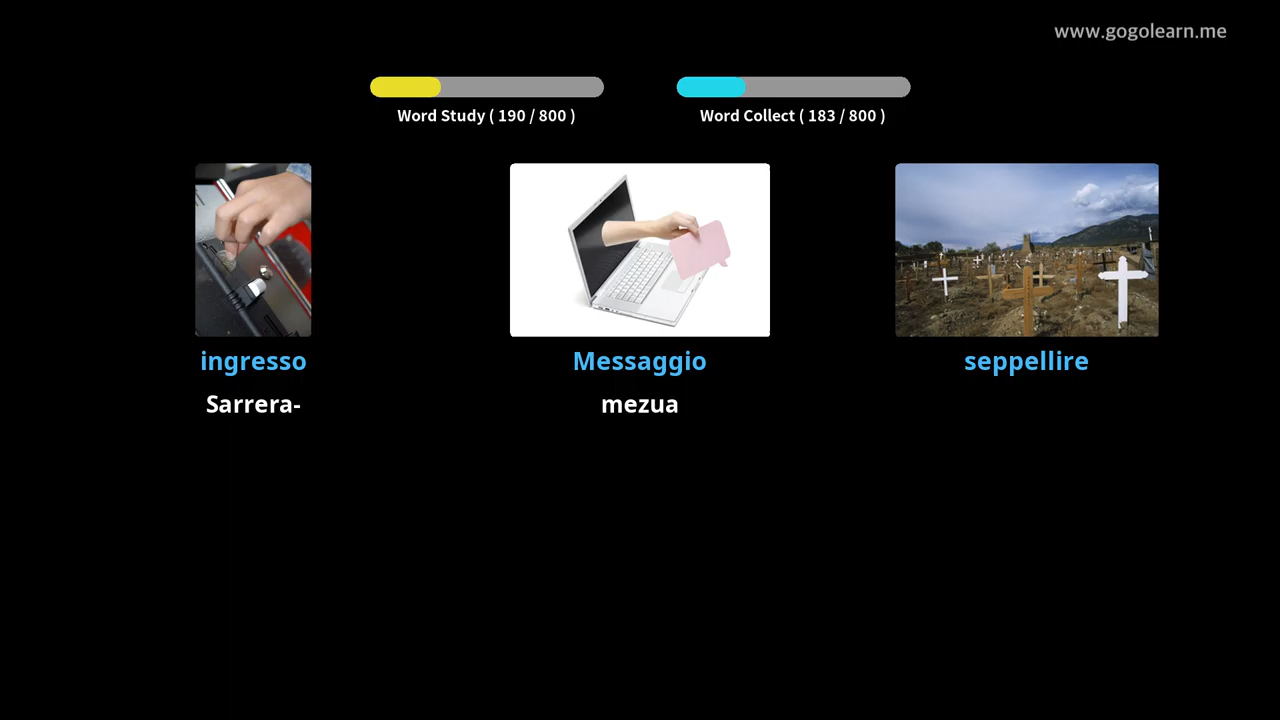 www.gogolearn.me
Word Study ( 190 / 800 )
Word Collect ( 183 / 800 )
ingresso
Messaggio
seppellire
Sarrera-
mezua